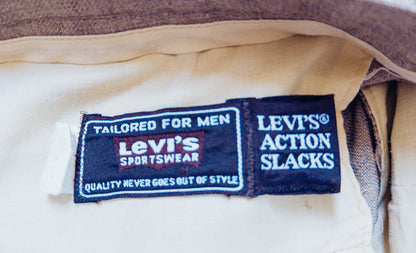 TAILORED FOR MEN
LEVI'S
SPORTSWEAR
QUALITY NEVER GOES OUT OF STYLE
LEVI'S®
ACTION
SLACKS